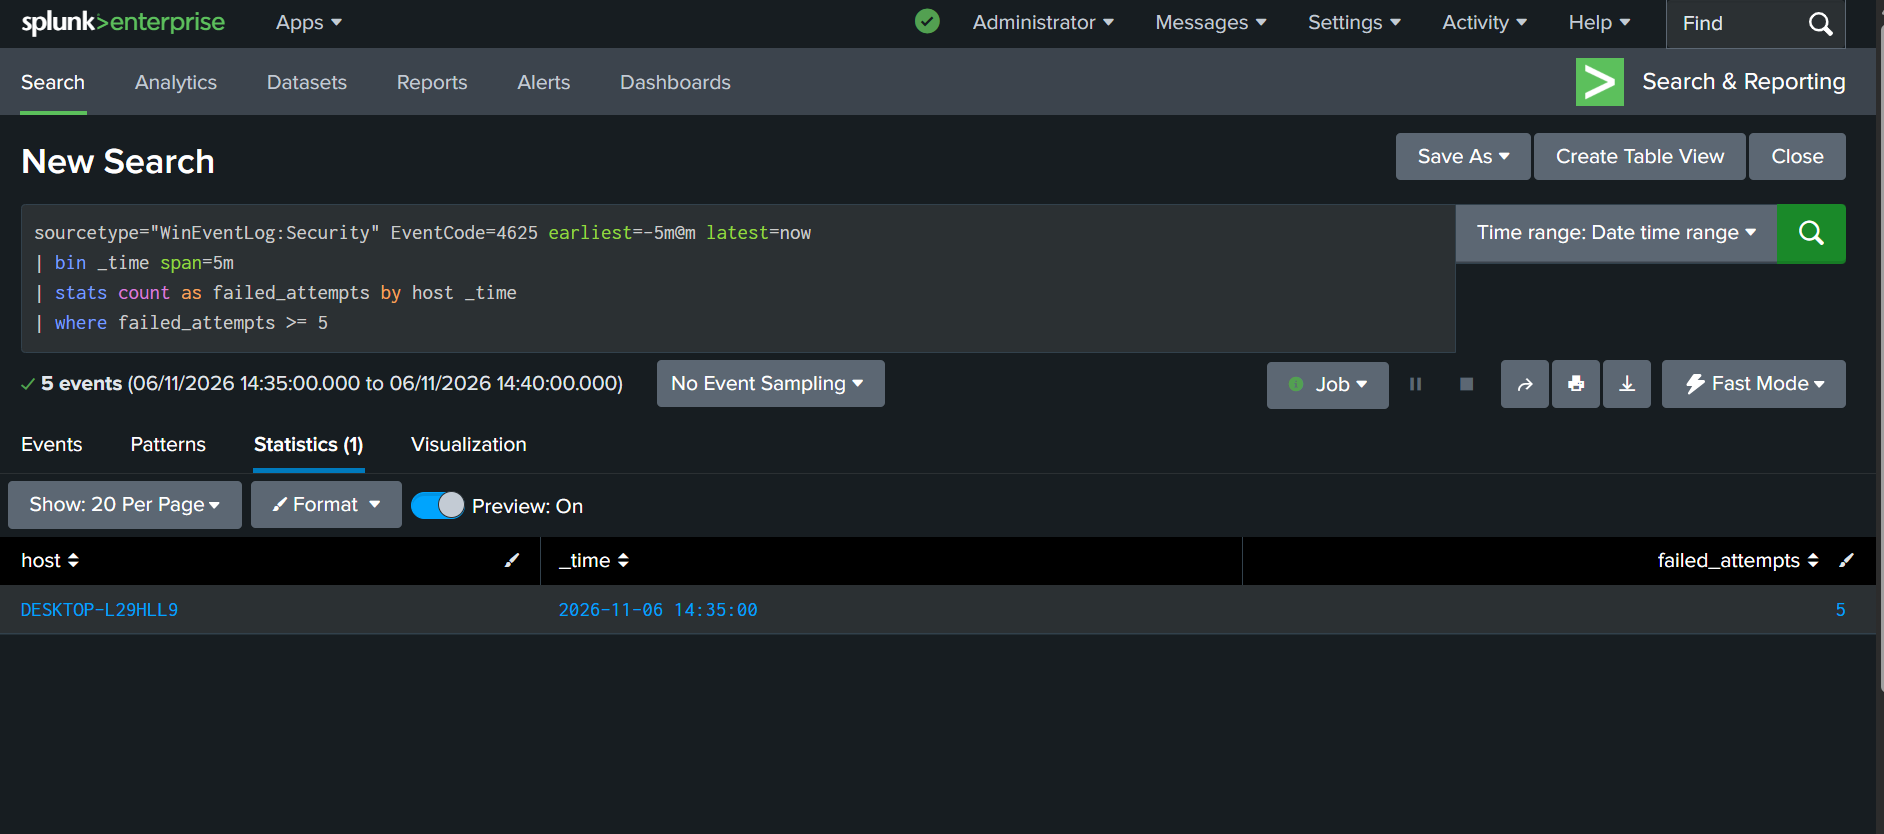 splunk>enterprise Apps Administrator Messages Settings Activity Help Find
Search Analytics Datasets Reports Alerts Dashboards Search & Reporting
New Search Save As Create Table View Close
sourcetype="WinEventLog:Security" EventCode=4625 earliest=-5m@m latest=now
| bin _time span=5m
| stats count as failed_attempts by host _time
| where failed_attempts >= 5
Time range: Date time range
5 events (06/11/2026 14:35:00.000 to 06/11/2026 14:40:00.000) No Event Sampling Job Fast Mode
Events Patterns Statistics (1) Visualization
Show: 20 Per Page Format Preview: On
host _time failed_attempts
DESKTOP-L29HLL9 2026-11-06 14:35:00 5